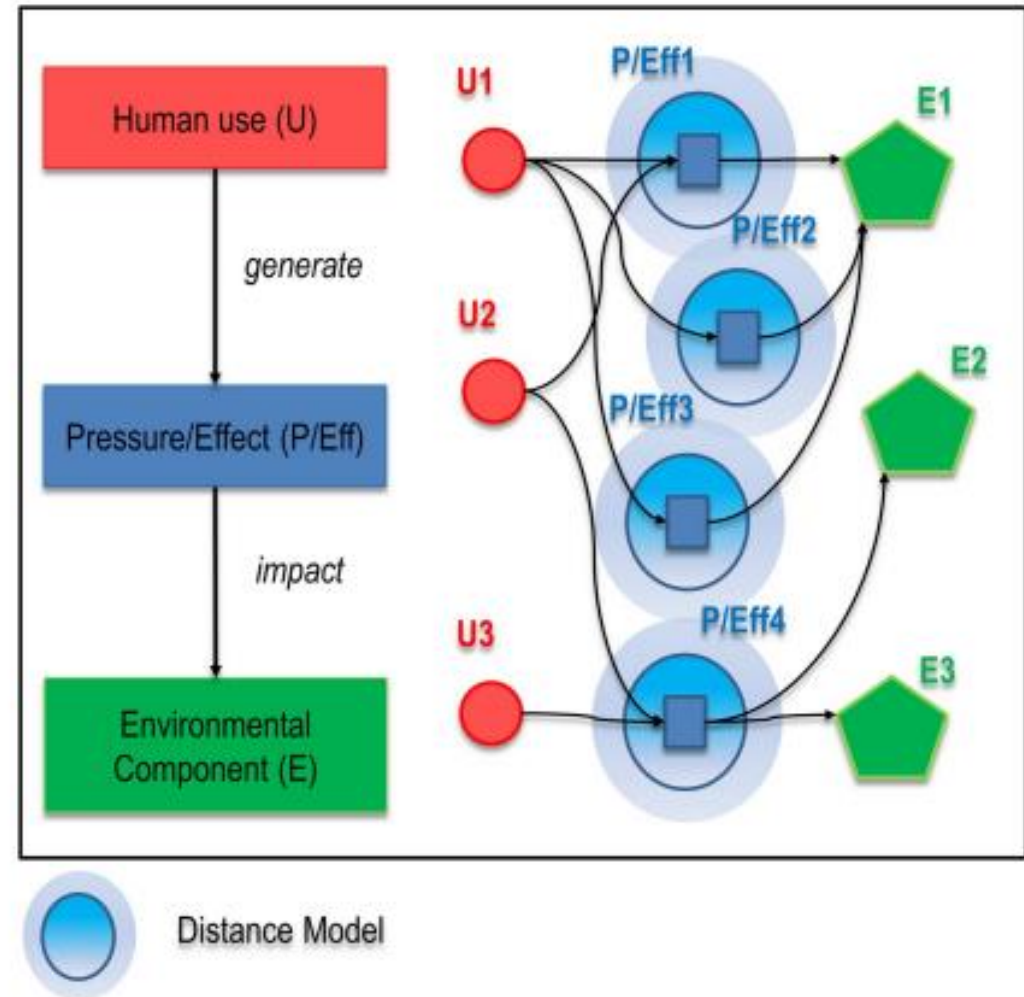 Human use (U)
generate
Pressure/Effect (P/Eff)
impact
Environmental
Component (E)
U1
P/Eff1
E1
P/Eff2
U2
E2
P/Eff3
U3
P/Eff4
E3
Distance Model